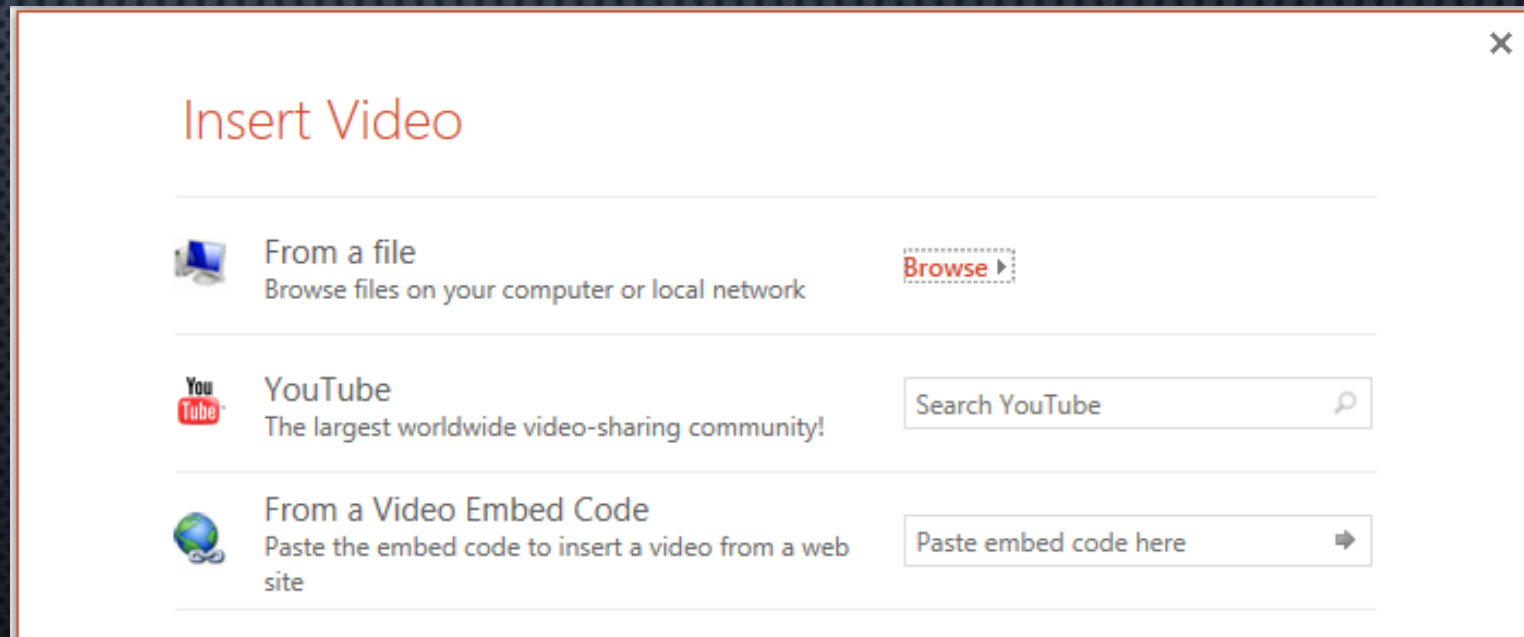 Insert Video
From a file
Browse files on your computer or local network
Browse
You
Tube
YouTube
The largest worldwide video-sharing community!
Search YouTube
From a Video Embed Code
Paste the embed code to insert a video from a web
site
Paste embed code here